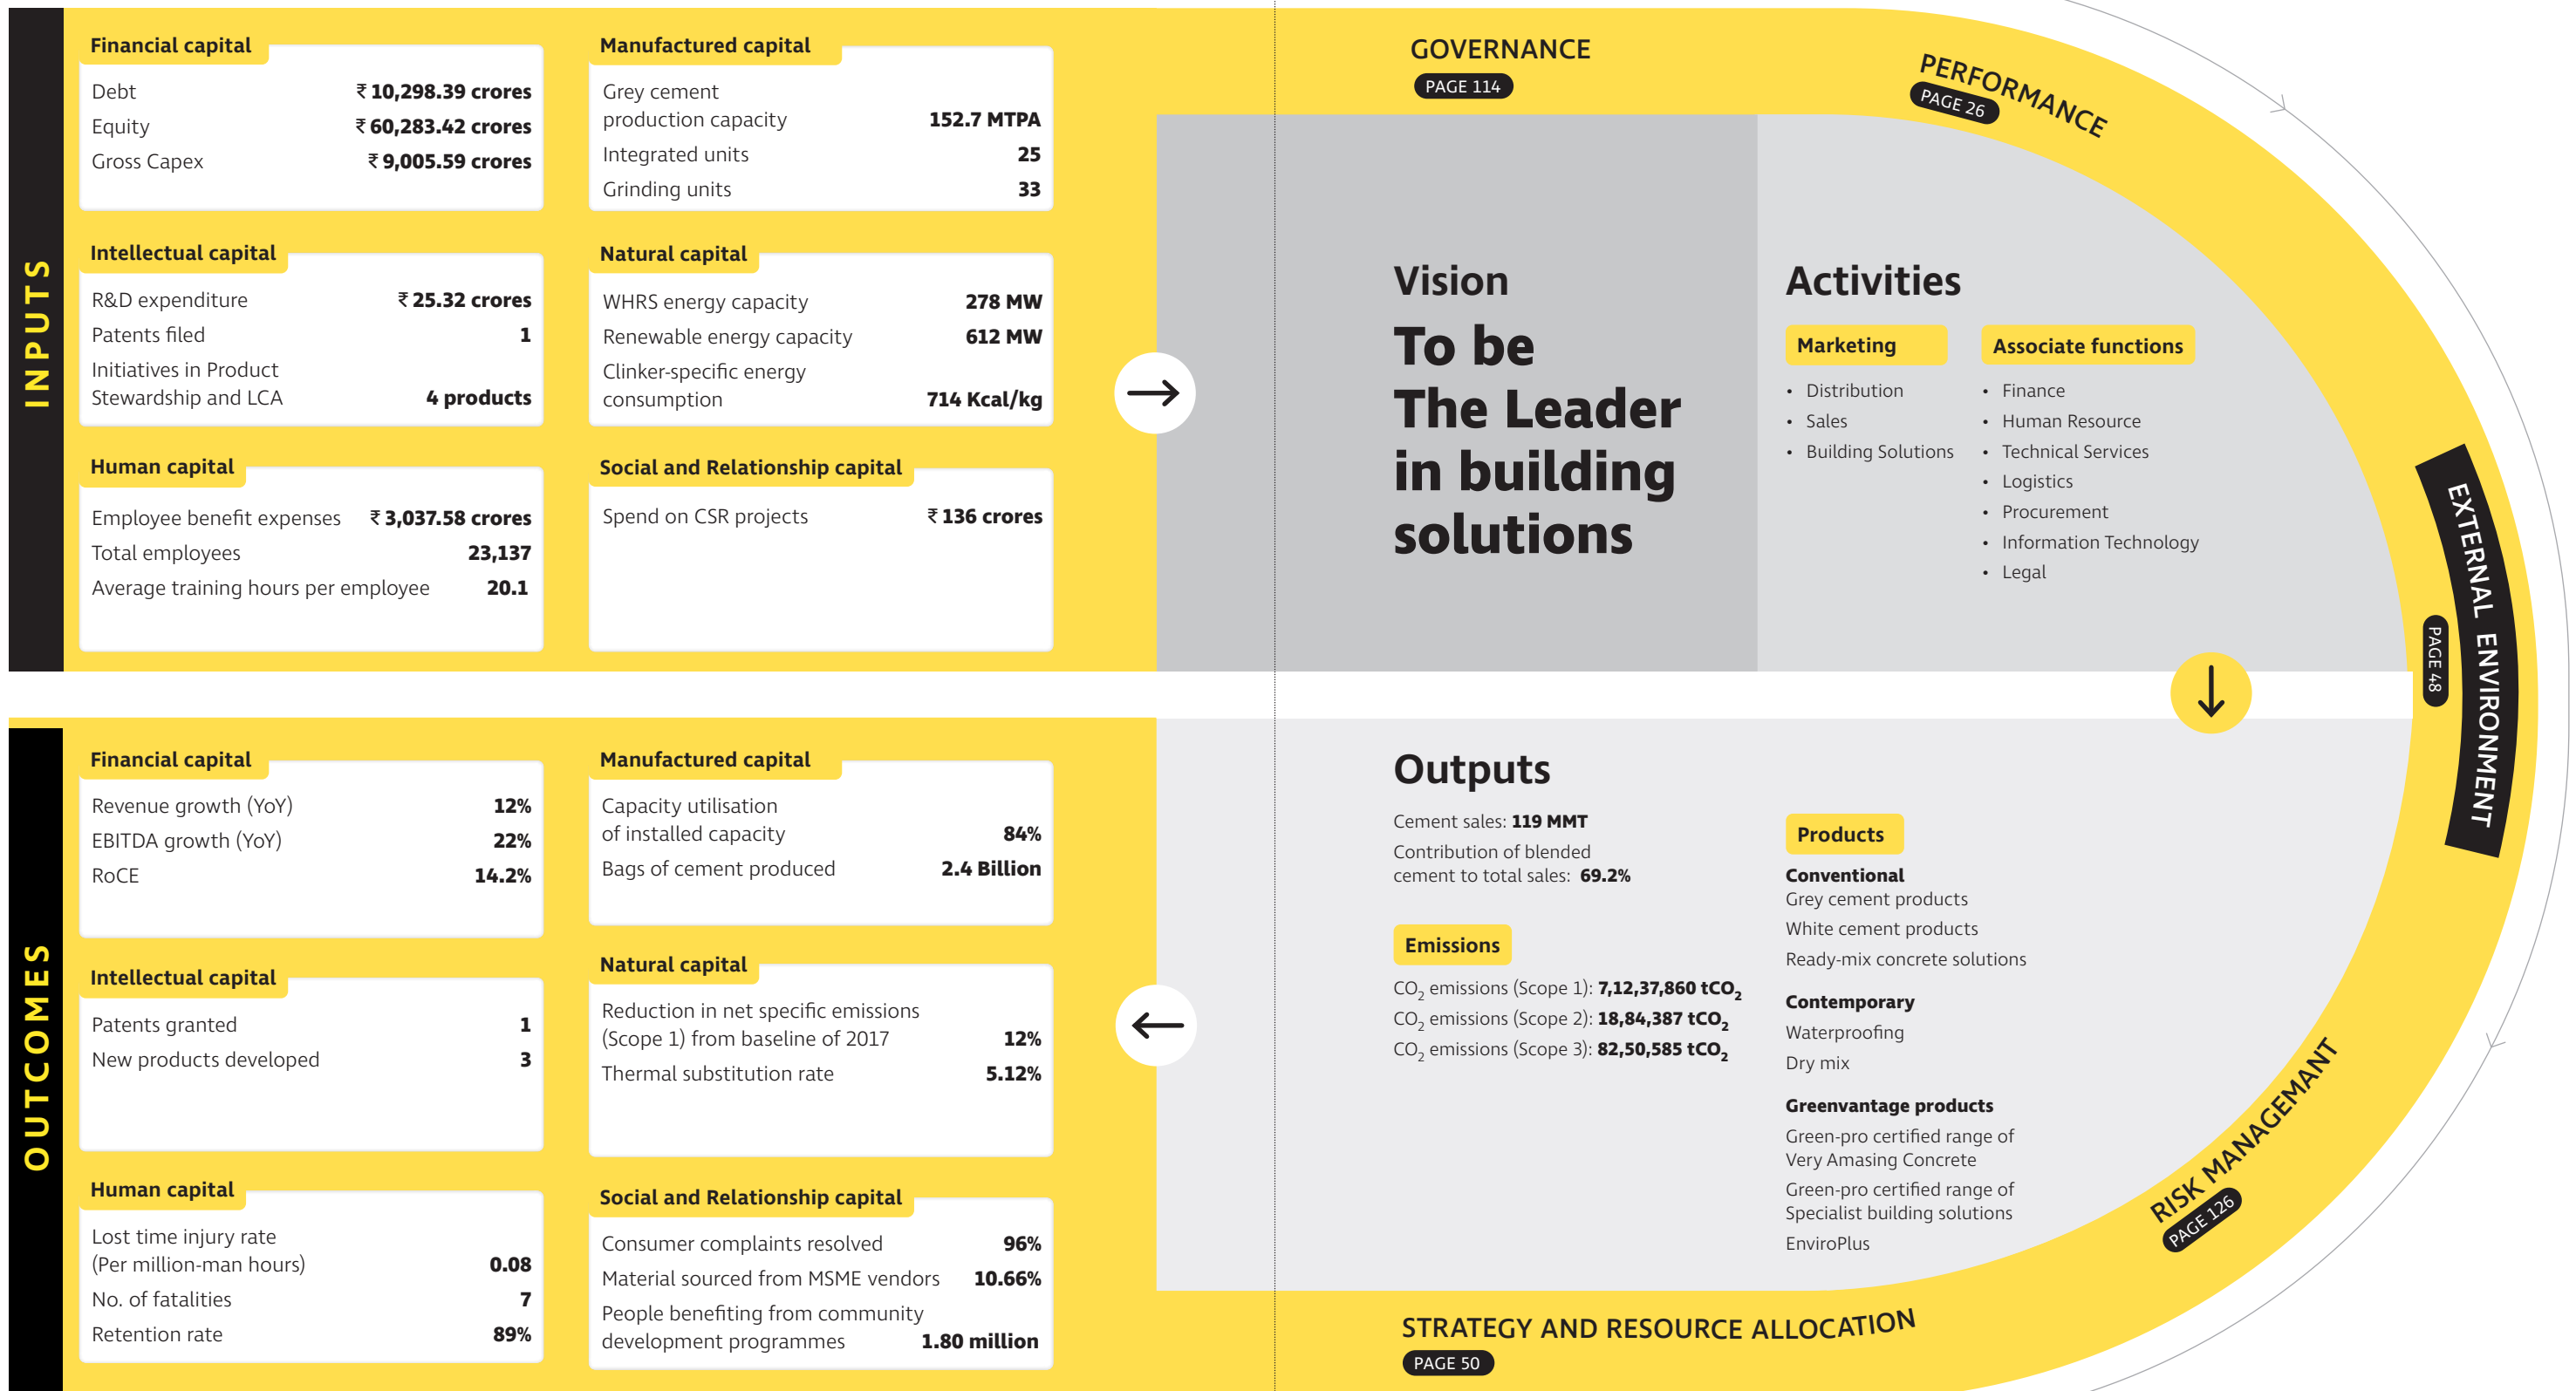 INPUTS
Financial capital
Debt ₹ 10,298.39 crores
Equity ₹ 60,283.42 crores
Gross Capex ₹ 9,005.59 crores
Manufactured capital
Grey cement
production capacity 152.7 MTPA
Integrated units 25
Grinding units 33
Intellectual capital
R&D expenditure ₹ 25.32 crores
Patents filed 1
Initiatives in Product
Stewardship and LCA 4 products
Natural capital
WHRS energy capacity 278 MW
Renewable energy capacity 612 MW
Clinker-specific energy
consumption 714 Kcal/kg
Human capital
Employee benefit expenses ₹ 3,037.58 crores
Total employees 23,137
Average training hours per employee 20.1
Social and Relationship capital
Spend on CSR projects ₹ 136 crores
GOVERNANCE
PAGE 114
PERFORMANCE
PAGE 26
Vision
To be
The Leader
in building
solutions
Activities
Marketing
• Distribution
• Sales
• Building Solutions
Associate functions
• Finance
• Human Resource
• Technical Services
• Logistics
• Procurement
• Information Technology
• Legal
EXTERNAL ENVIRONMENT
PAGE 48
Outputs
Cement sales: 119 MMT
Contribution of blended
cement to total sales: 69.2%
Emissions
CO2 emissions (Scope 1): 7,12,37,860 tCO2
CO2 emissions (Scope 2): 18,84,387 tCO2
CO2 emissions (Scope 3): 82,50,585 tCO2
Products
Conventional
Grey cement products
White cement products
Ready-mix concrete solutions
Contemporary
Waterproofing
Dry mix
Greenvantage products
Green-pro certified range of
Very Amasing Concrete
Green-pro certified range of
Specialist building solutions
EnviroPlus
RISK MANAGEMANT
PAGE 126
STRATEGY AND RESOURCE ALLOCATION
PAGE 50
OUTCOMES
Financial capital
Revenue growth (YoY) 12%
EBITDA growth (YoY) 22%
RoCE 14.2%
Manufactured capital
Capacity utilisation
of installed capacity 84%
Bags of cement produced 2.4 Billion
Intellectual capital
Patents granted 1
New products developed 3
Natural capital
Reduction in net specific emissions
(Scope 1) from baseline of 2017 12%
Thermal substitution rate 5.12%
Human capital
Lost time injury rate
(Per million-man hours) 0.08
No. of fatalities 7
Retention rate 89%
Social and Relationship capital
Consumer complaints resolved 96%
Material sourced from MSME vendors 10.66%
People benefiting from community
development programmes 1.80 million